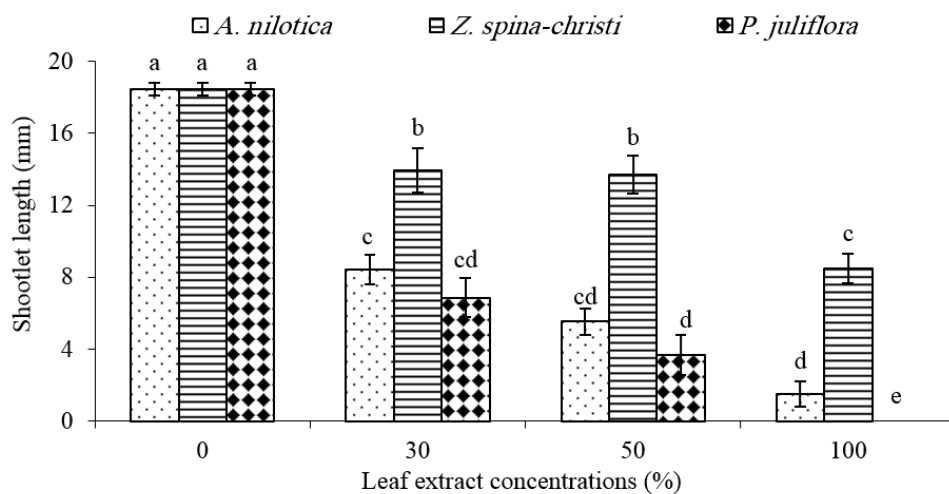 A. nilotica Z. spina-christi P. juliflora
Shootlet length (mm)
20
16
12
8
4
0
a a a
c b cd
cd b d
d c e
0 30 50 100
Leaf extract concentrations (%)